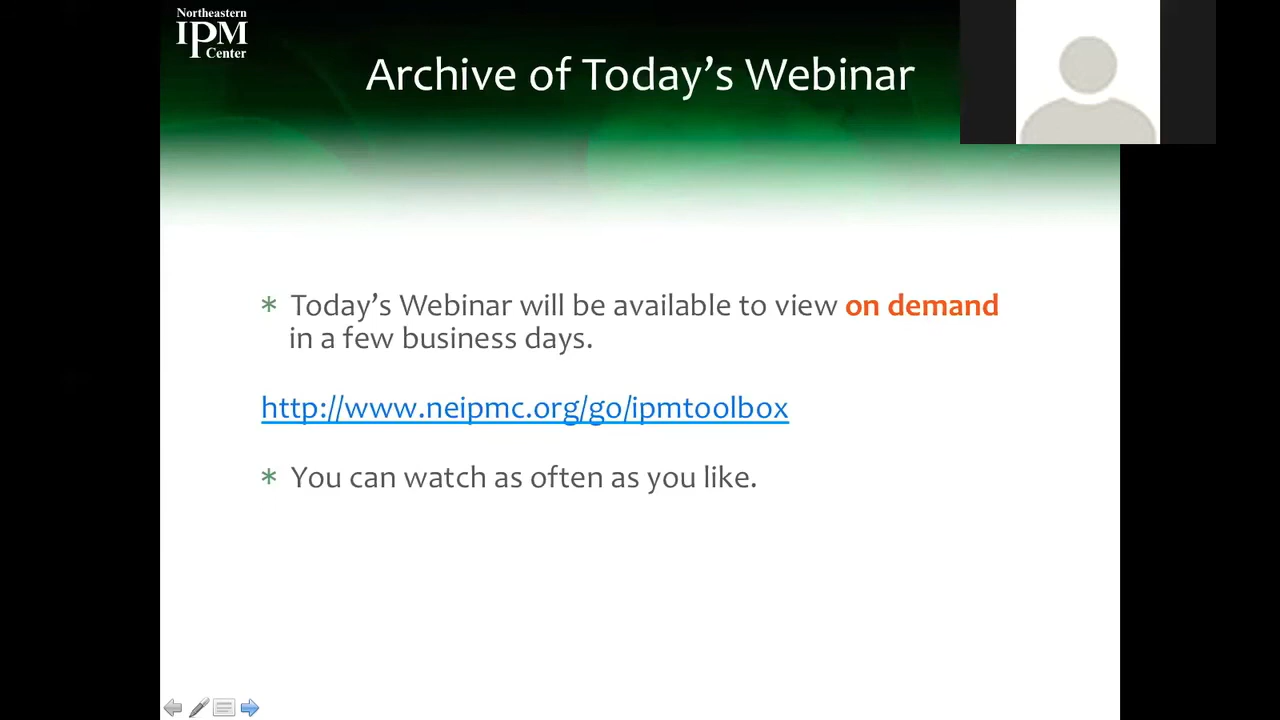 Northeastern
IPM
Center
Archive of Today's Webinar
* Today's Webinar will be available to view on demand
in a few business days.
http://www.neipmc.org/go/ipmtoolbox
* You can watch as often as you like.